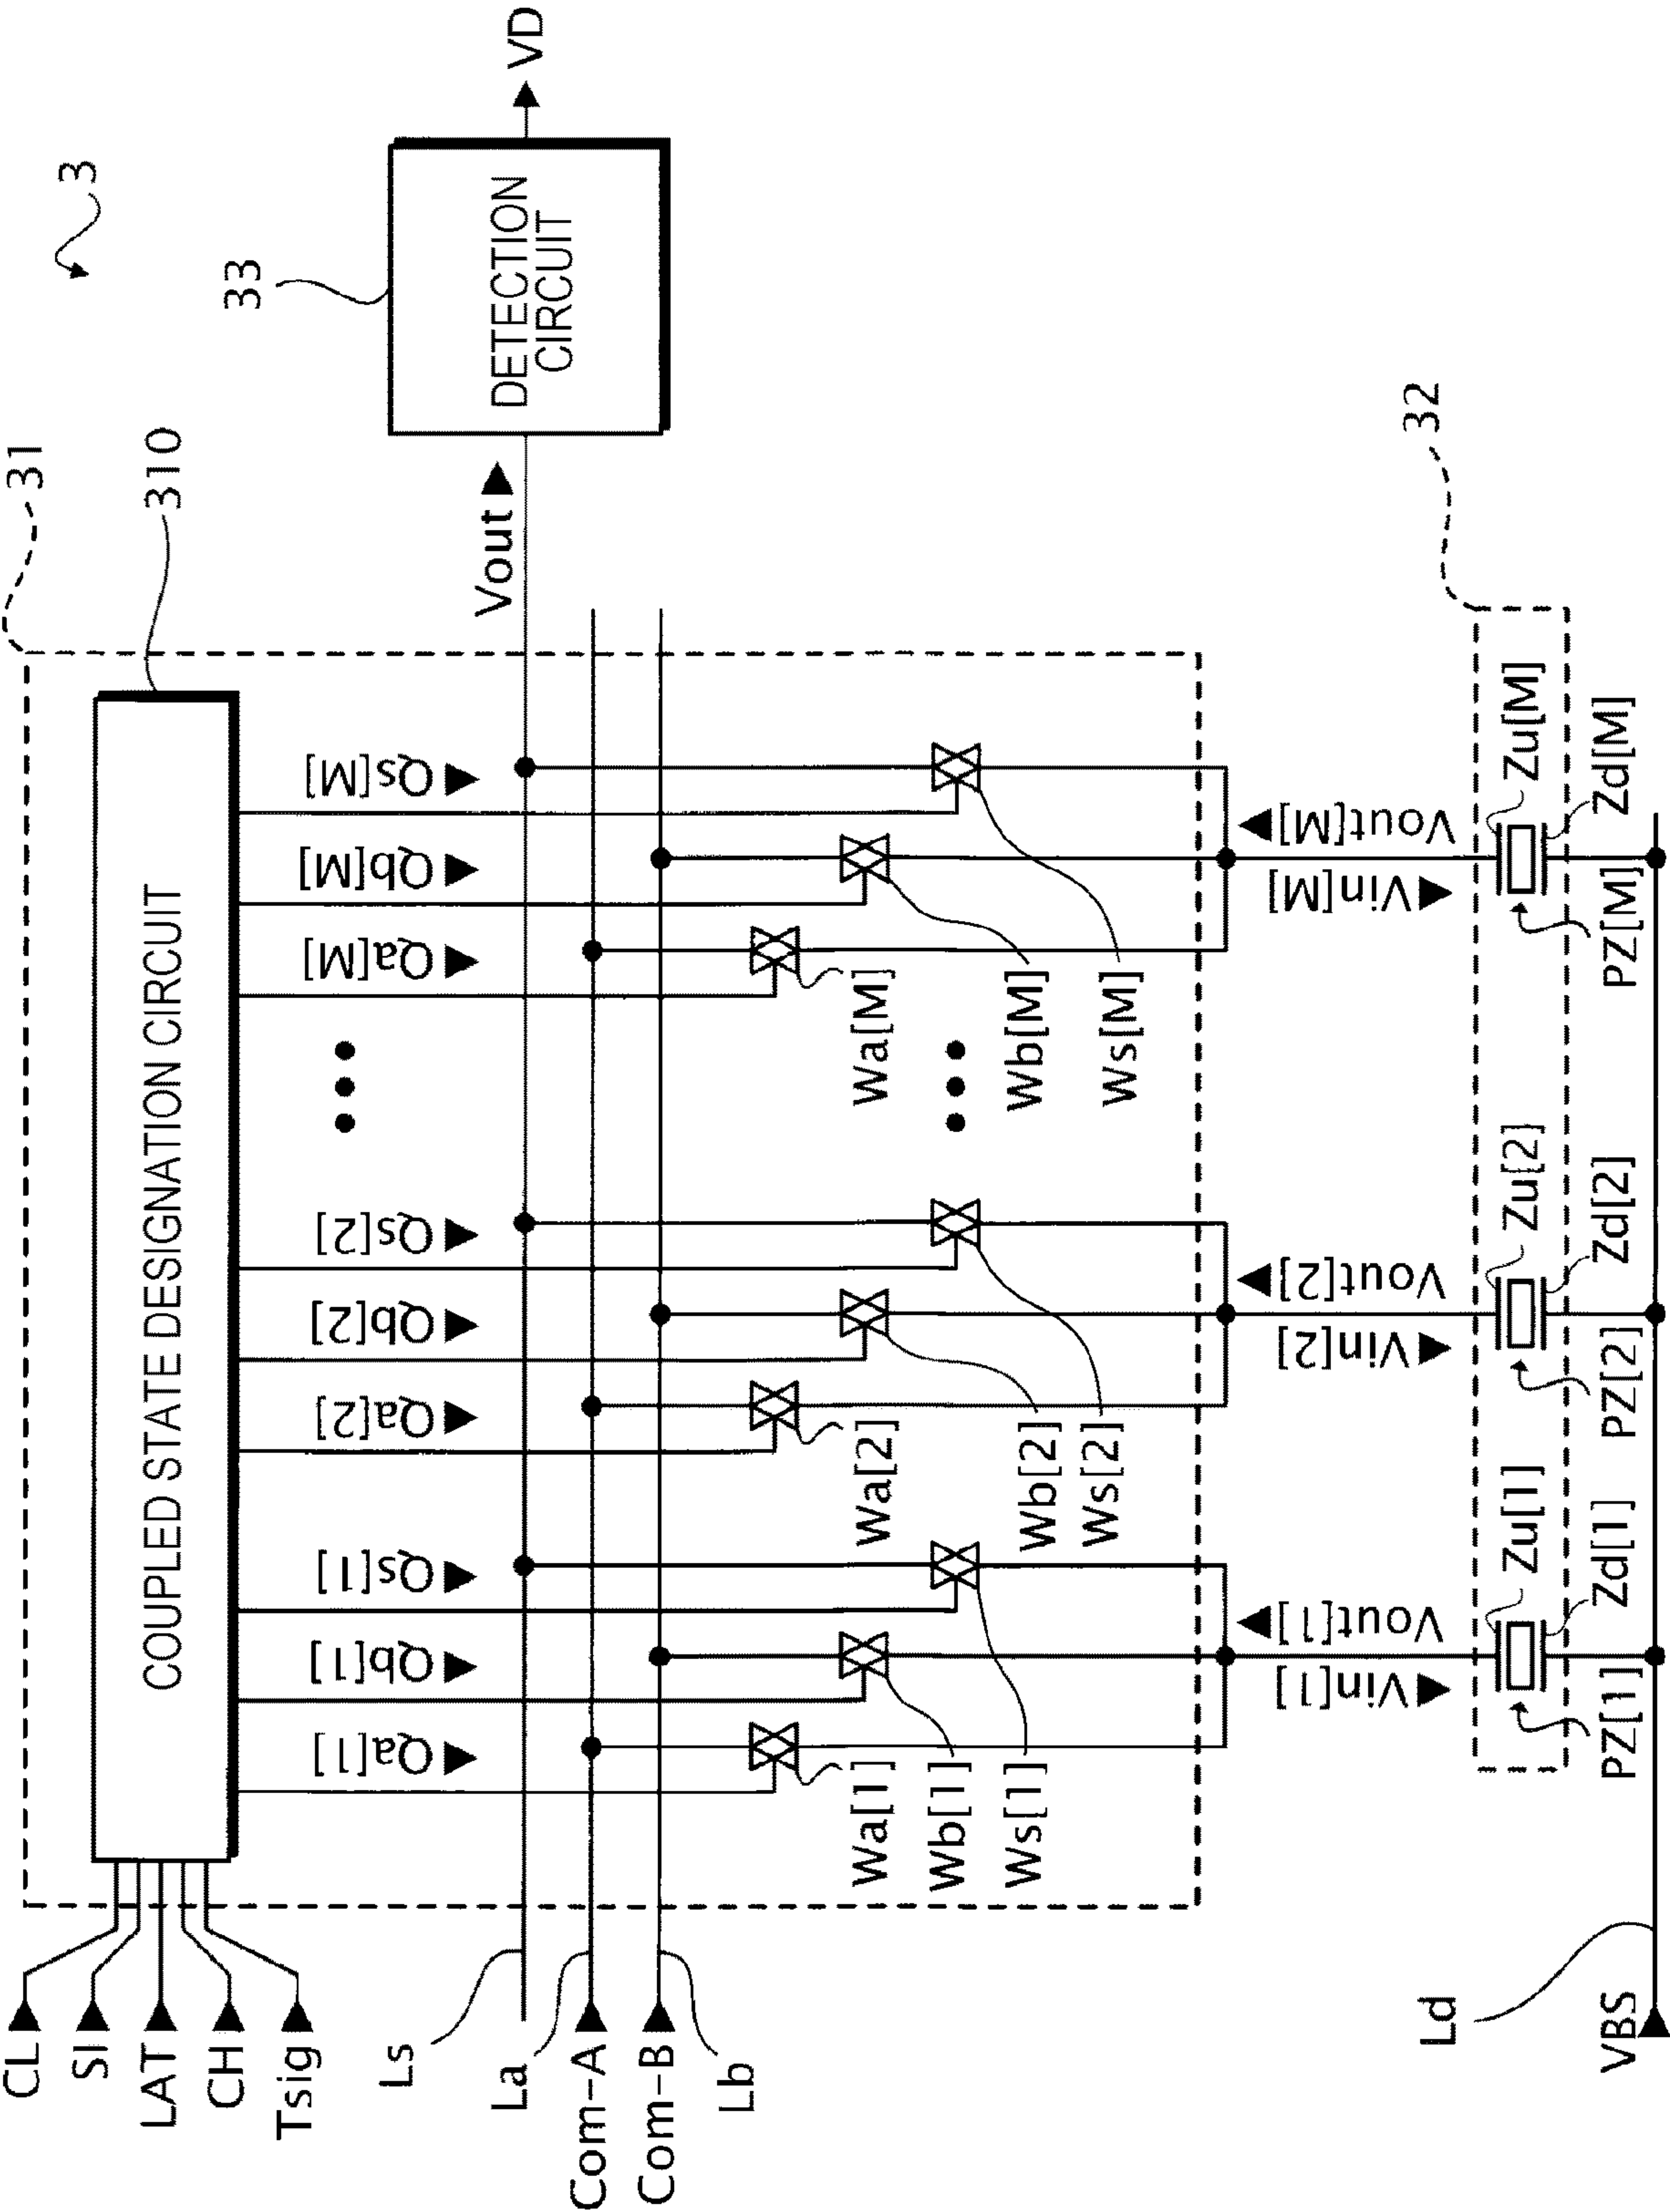 3
31
310
COUPLED STATE DESIGNATION CIRCUIT
CL
SI
LAT
CH
Tsig
33
DETECTION
CIRCUIT
VD
Vout
Qa[1]
Qb[1]
Qs[1]
Qa[2]
Qb[2]
Qs[2]
Qa[M]
Qb[M]
Qs[M]
Ls
La
Com-A
Com-B
Lb
Wa[1]
Wb[1]
Ws[1]
Wa[2]
Wb[2]
Ws[2]
Wa[M]
Wb[M]
Ws[M]
Vin[1]
Vout[1]
Vin[2]
Vout[2]
Vin[M]
Vout[M]
32
Zu[1]
Zu[2]
Zu[M]
Zd[1]
Zd[2]
Zd[M]
PZ[1]
PZ[2]
PZ[M]
Ld
VBS